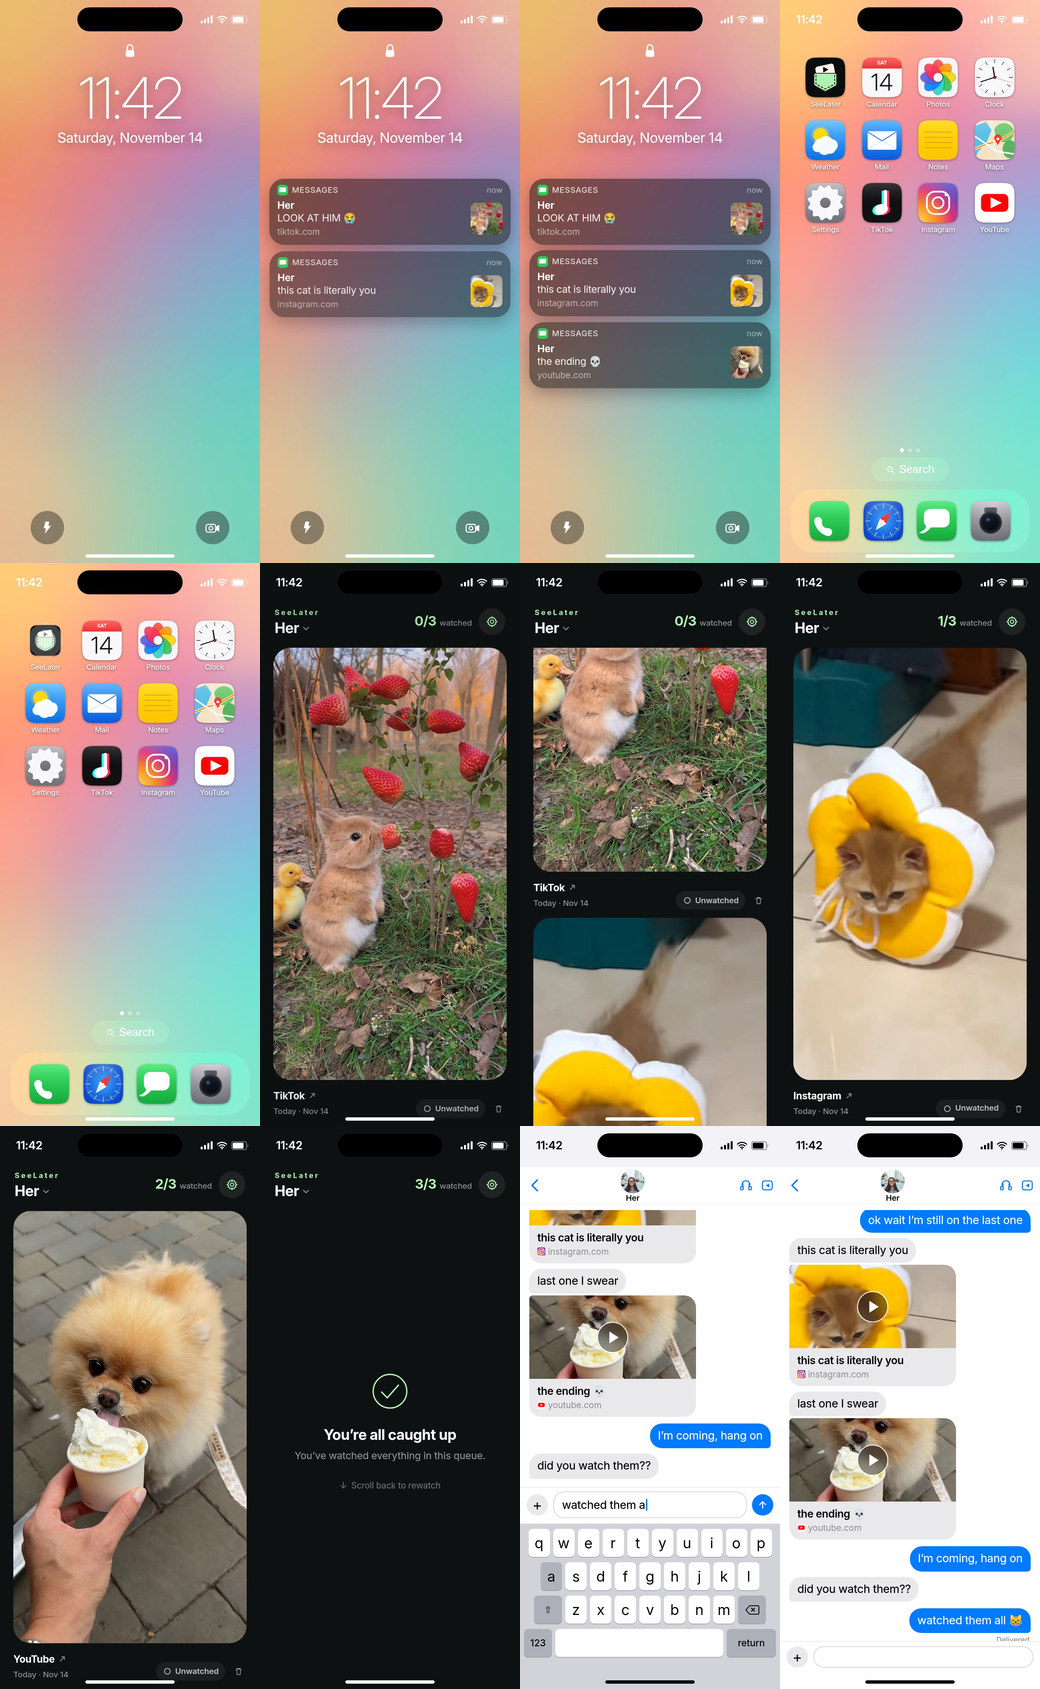 11:42
Saturday, November 14
11:42
Saturday, November 14
MESSAGES now
Her
LOOK AT HIM 😭
tiktok.com
MESSAGES now
Her
this cat is literally you
instagram.com
11:42
Saturday, November 14
MESSAGES now
Her
LOOK AT HIM 😭
tiktok.com
MESSAGES now
Her
this cat is literally you
instagram.com
MESSAGES now
Her
the ending 💀
youtube.com
11:42
SAT
14
SeeLater Calendar Photos Clock
Weather Mail Notes Maps
Settings TikTok Instagram YouTube
Search
11:42
SAT
14
SeeLater Calendar Photos Clock
Weather Mail Notes Maps
Settings TikTok Instagram YouTube
Search
11:42
SeeLater
Her
0/3 watched
TikTok ↗
Today · Nov 14
Unwatched
11:42
SeeLater
Her
0/3 watched
TikTok ↗
Today · Nov 14
Unwatched
11:42
SeeLater
Her
1/3 watched
Instagram ↗
Today · Nov 14
Unwatched
11:42
SeeLater
Her
2/3 watched
YouTube ↗
Today · Nov 14
Unwatched
11:42
SeeLater
Her
3/3 watched
You're all caught up
You've watched everything in this queue.
↓ Scroll back to rewatch
11:42
Her
this cat is literally you
instagram.com
last one I swear
the ending 💀
youtube.com
I'm coming, hang on
did you watch them??
watched them a
q w e r t y u i o p
a s d f g h j k l
z x c v b n m
123 return
11:42
Her
ok wait I'm still on the last one
this cat is literally you
this cat is literally you
instagram.com
last one I swear
the ending 💀
youtube.com
I'm coming, hang on
did you watch them??
watched them all 😹
Delivered